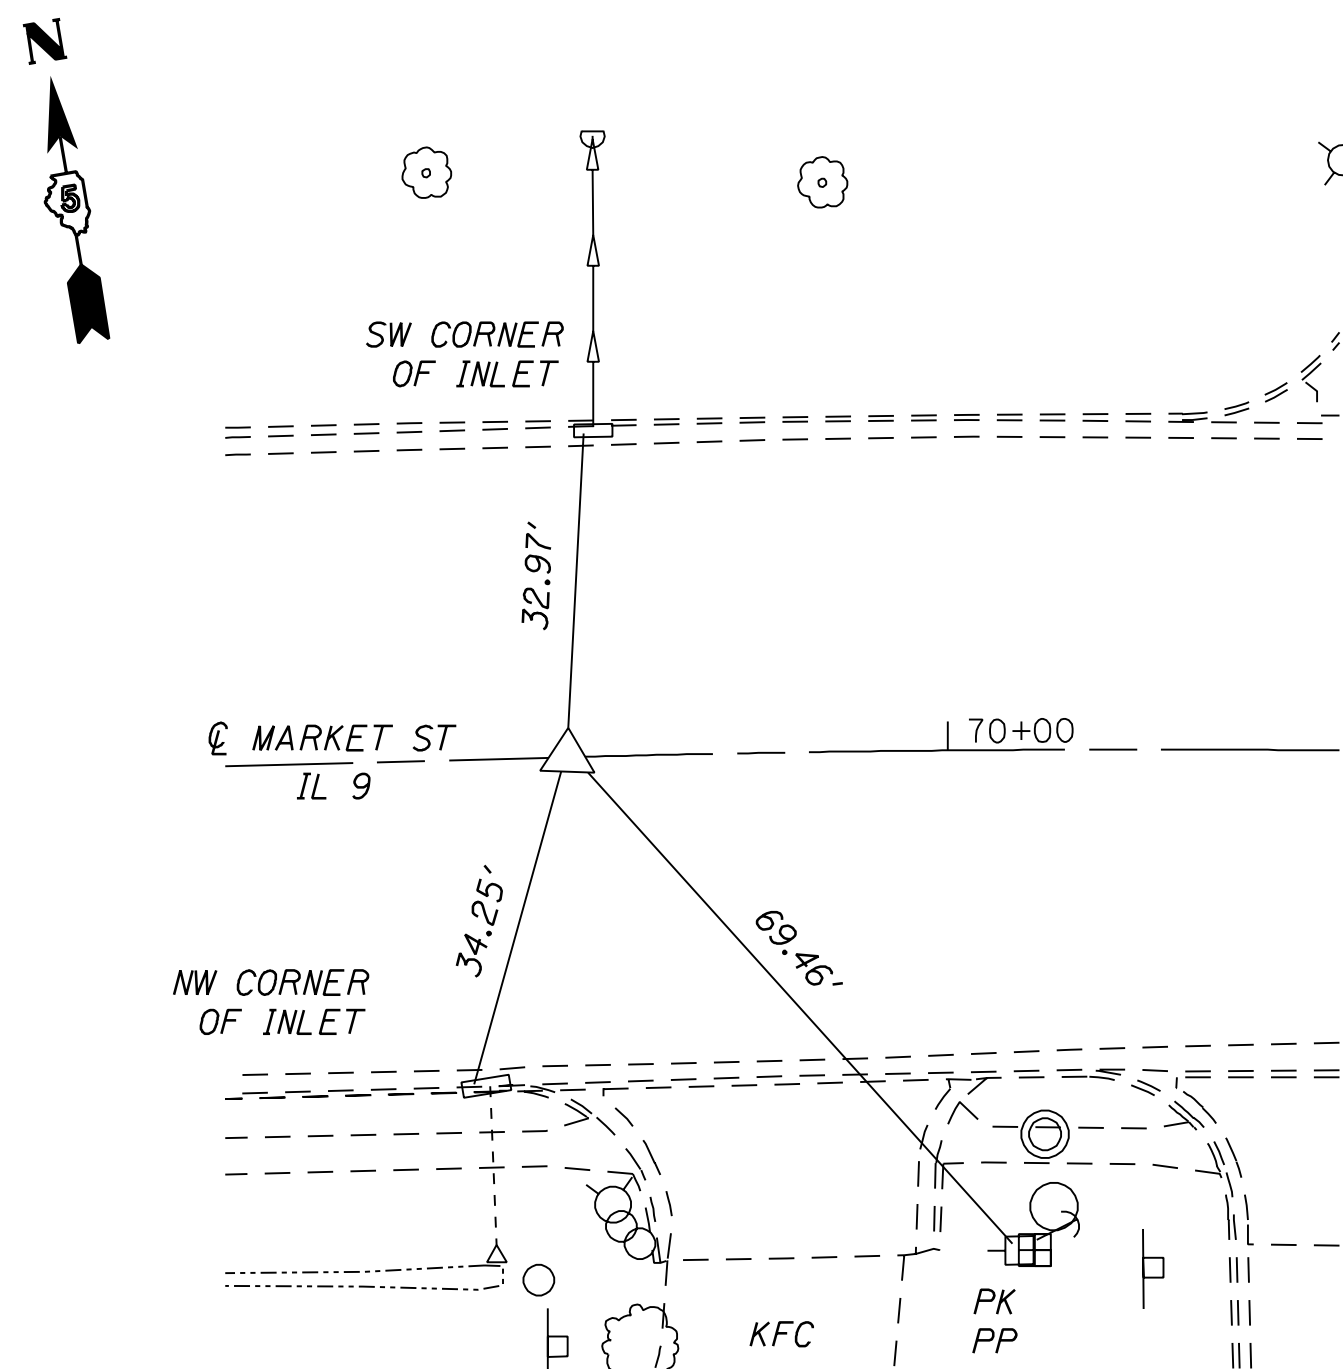 N
5
SW CORNER
OF INLET
32.97'
℄ MARKET ST
IL 9
70+00
34.25'
69.46'
NW CORNER
OF INLET
KFC
PK
PP